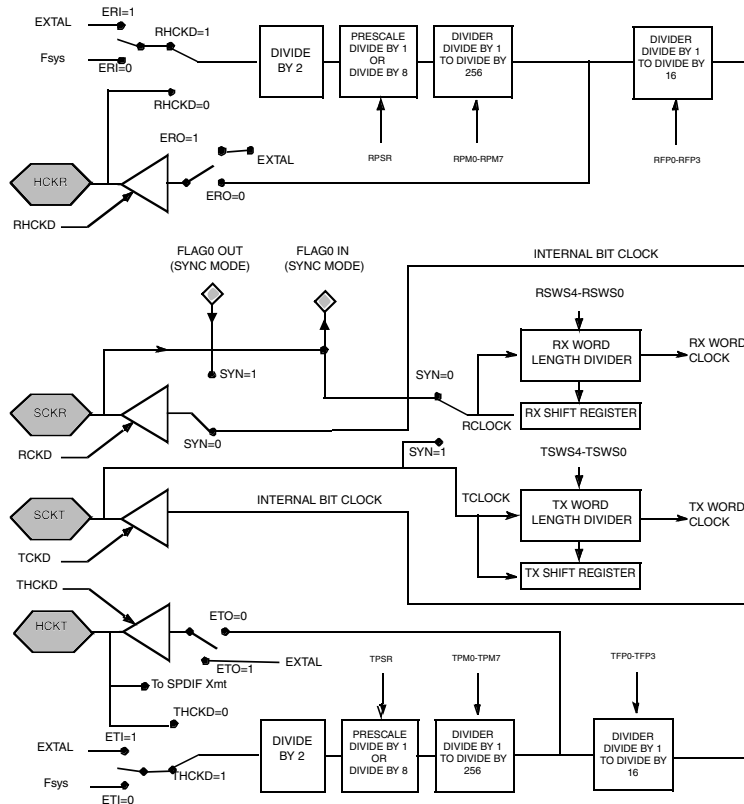 ERI=1
EXTAL
RHCKD=1
Fsys
ERI=0
DIVIDE
BY 2
PRESCALE
DIVIDE BY 1
OR
DIVIDE BY 8
DIVIDER
DIVIDE BY 1
TO DIVIDE BY
256
DIVIDER
DIVIDE BY 1
TO DIVIDE BY
16
RHCKD=0
ERO=1
EXTAL
RPSR
RPM0-RPM7
RFP0-RFP3
HCKR
ERO=0
RHCKD
FLAG0 OUT
(SYNC MODE)
FLAG0 IN
(SYNC MODE)
INTERNAL BIT CLOCK
RSWS4-RSWS0
RX WORD
LENGTH DIVIDER
RX WORD
CLOCK
SYN=1
SYN=0
SCKR
RX SHIFT REGISTER
RCLOCK
SYN=0
RCKD
SYN=1
TSWS4-TSWS0
INTERNAL BIT CLOCK
TCLOCK
SCKT
TX WORD
LENGTH DIVIDER
TX WORD
CLOCK
TCKD
TX SHIFT REGISTER
THCKD
HCKT
ETO=0
ETO=1
EXTAL
TPSR
TPM0-TPM7
TFP0-TFP3
To SPDIF Xmt
THCKD=0
ETI=1
EXTAL
THCKD=1
Fsys
ETI=0
DIVIDE
BY 2
PRESCALE
DIVIDE BY 1
OR
DIVIDE BY 8
DIVIDER
DIVIDE BY 1
TO DIVIDE BY
256
DIVIDER
DIVIDE BY 1
TO DIVIDE BY
16